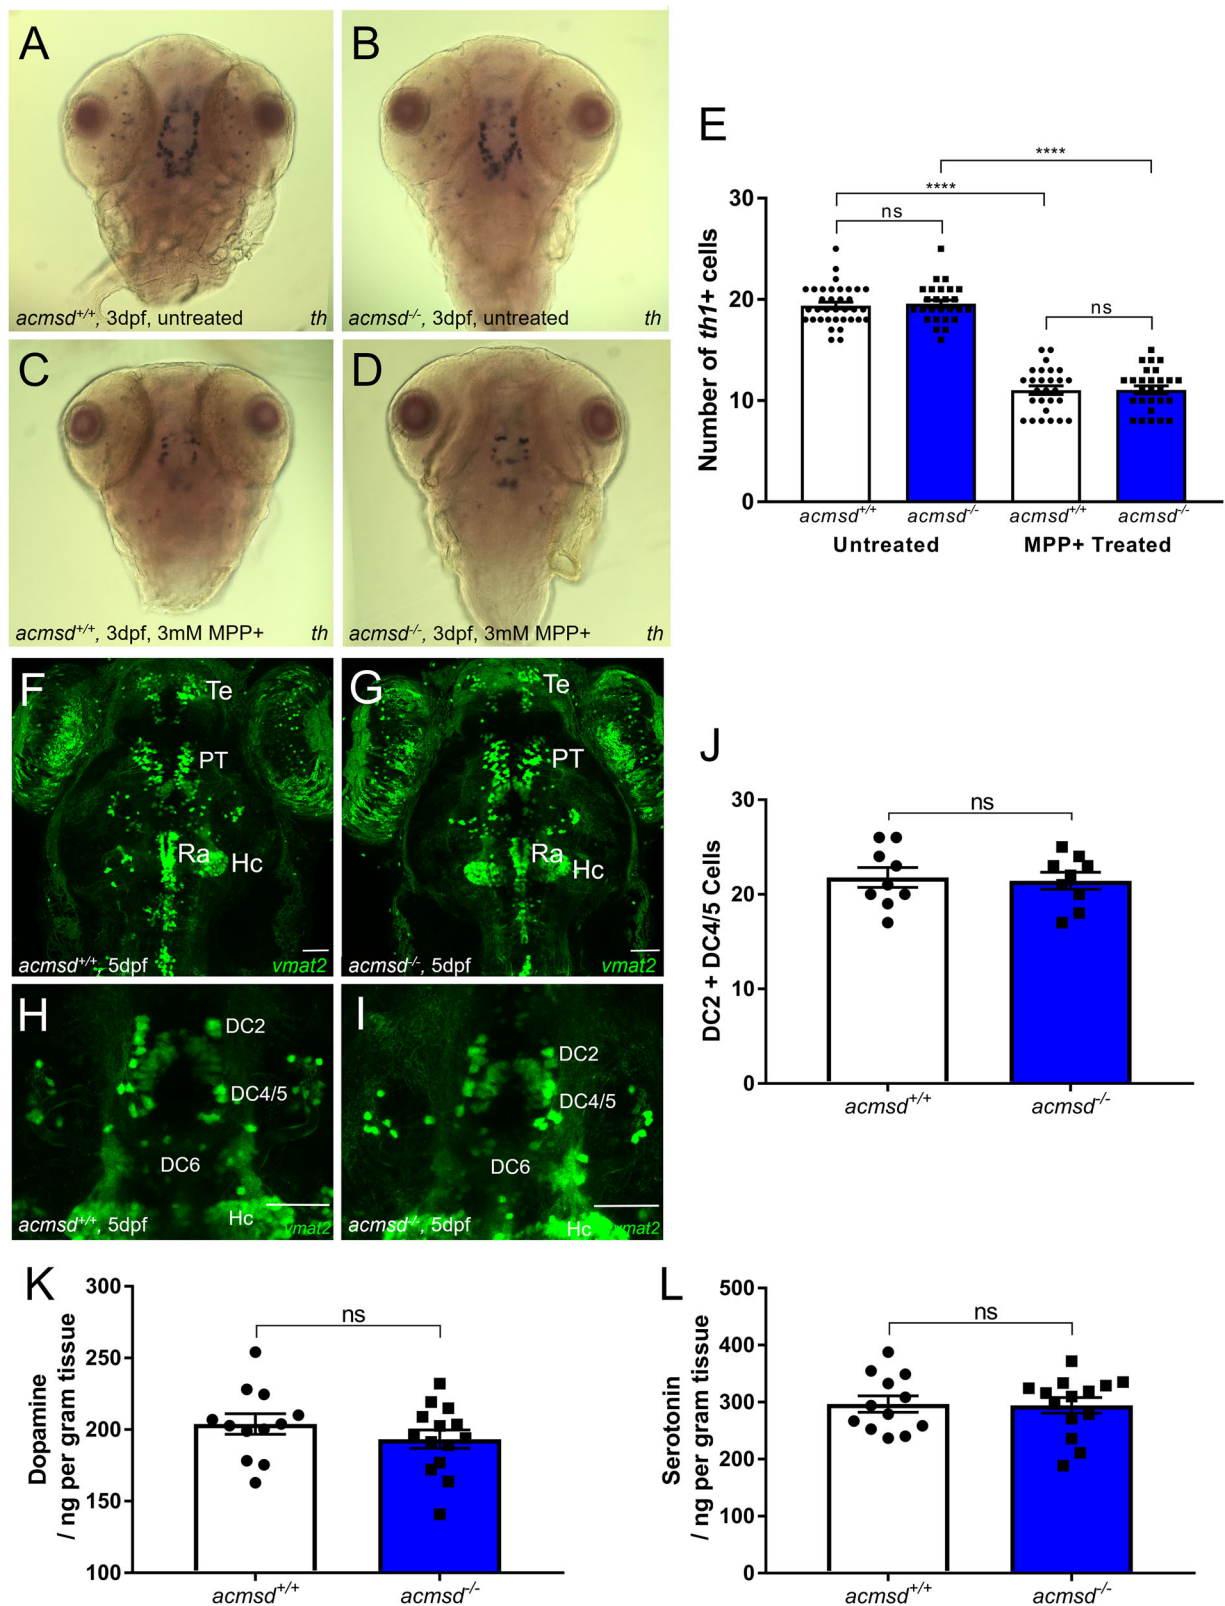 A
acmsd+/+, 3dpf, untreated
th
B
acmsd-/-, 3dpf, untreated
th
C
acmsd+/+, 3dpf, 3mM MPP+
th
D
acmsd-/-, 3dpf, 3mM MPP+
th
E
****
****
ns
ns
Number of th1+ cells
30
20
10
0
acmsd+/+
acmsd-/-
acmsd+/+
acmsd-/-
Untreated
MPP+ Treated
F
Te
PT
Ra
Hc
acmsd+/+, 5dpf
vmat2
G
Te
PT
Ra
Hc
acmsd-/-, 5dpf
vmat2
H
DC2
DC4/5
DC6
Hc
acmsd+/+, 5dpf
vmat2
I
DC2
DC4/5
DC6
Hc
acmsd-/-, 5dpf
vmat2
J
ns
DC2 + DC4/5 Cells
30
20
10
0
acmsd+/+
acmsd-/-
K
ns
Dopamine
/ ng per gram tissue
300
250
200
150
100
acmsd+/+
acmsd-/-
L
ns
Serotonin
/ ng per gram tissue
500
400
300
200
100
0
acmsd+/+
acmsd-/-